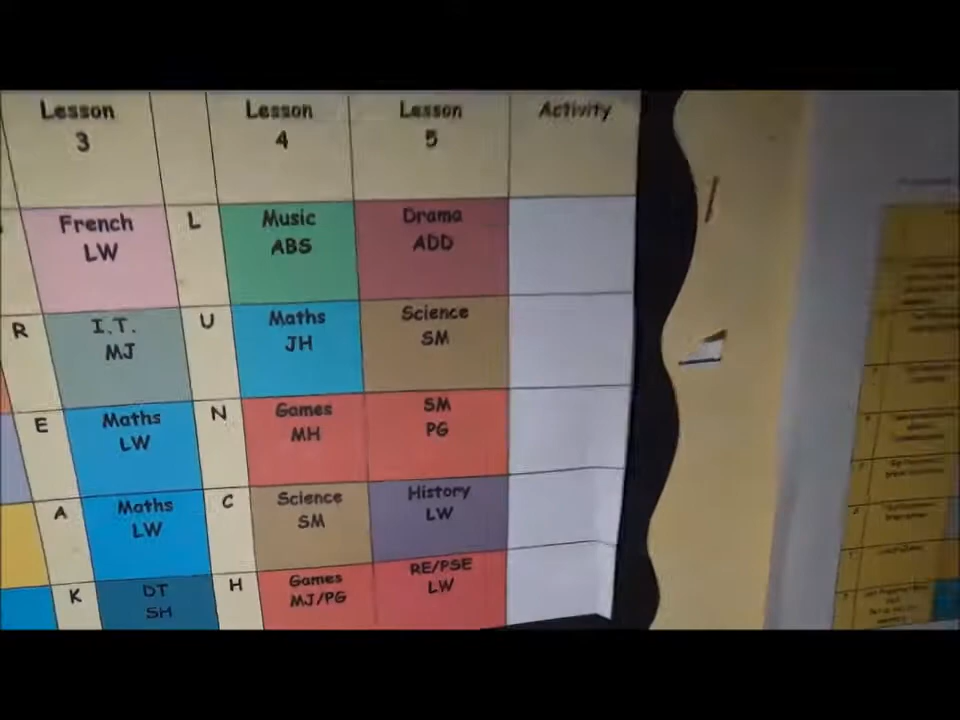 Lesson Lesson Lesson Activity
3 4 5
French L Music Drama
LW ABS ADD
R I.T. U Maths Science
MJ JH SM
E Maths N Games SM
LW MH PG
A Maths C Science History
LW SM LW
K DT H Games RE/PSE
SH MJ/PG LW